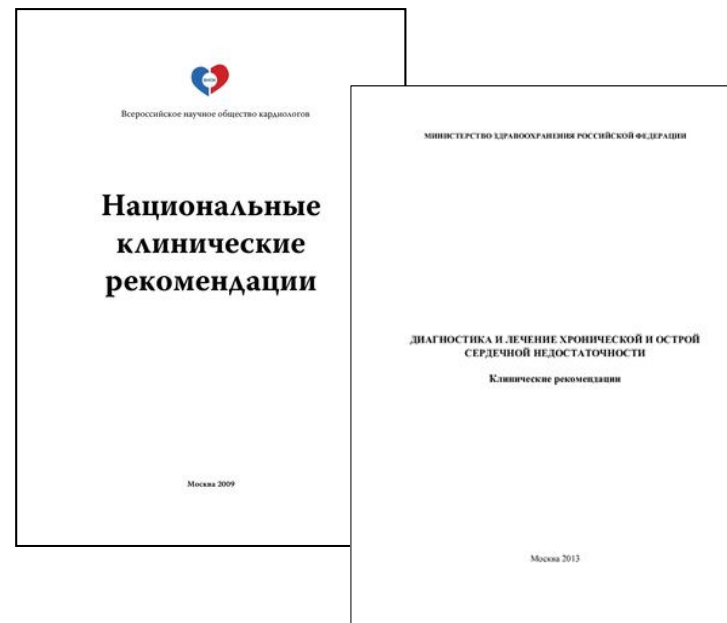 Всероссийское научное общество кардиологов
Национальные
клинические
рекомендации
Москва 2009
МИНИСТЕРСТВО ЗДРАВООХРАНЕНИЯ РОССИЙСКОЙ ФЕДЕРАЦИИ
ДИАГНОСТИКА И ЛЕЧЕНИЕ ХРОНИЧЕСКОЙ И ОСТРОЙ
СЕРДЕЧНОЙ НЕДОСТАТОЧНОСТИ
Клинические рекомендации
Москва 2013